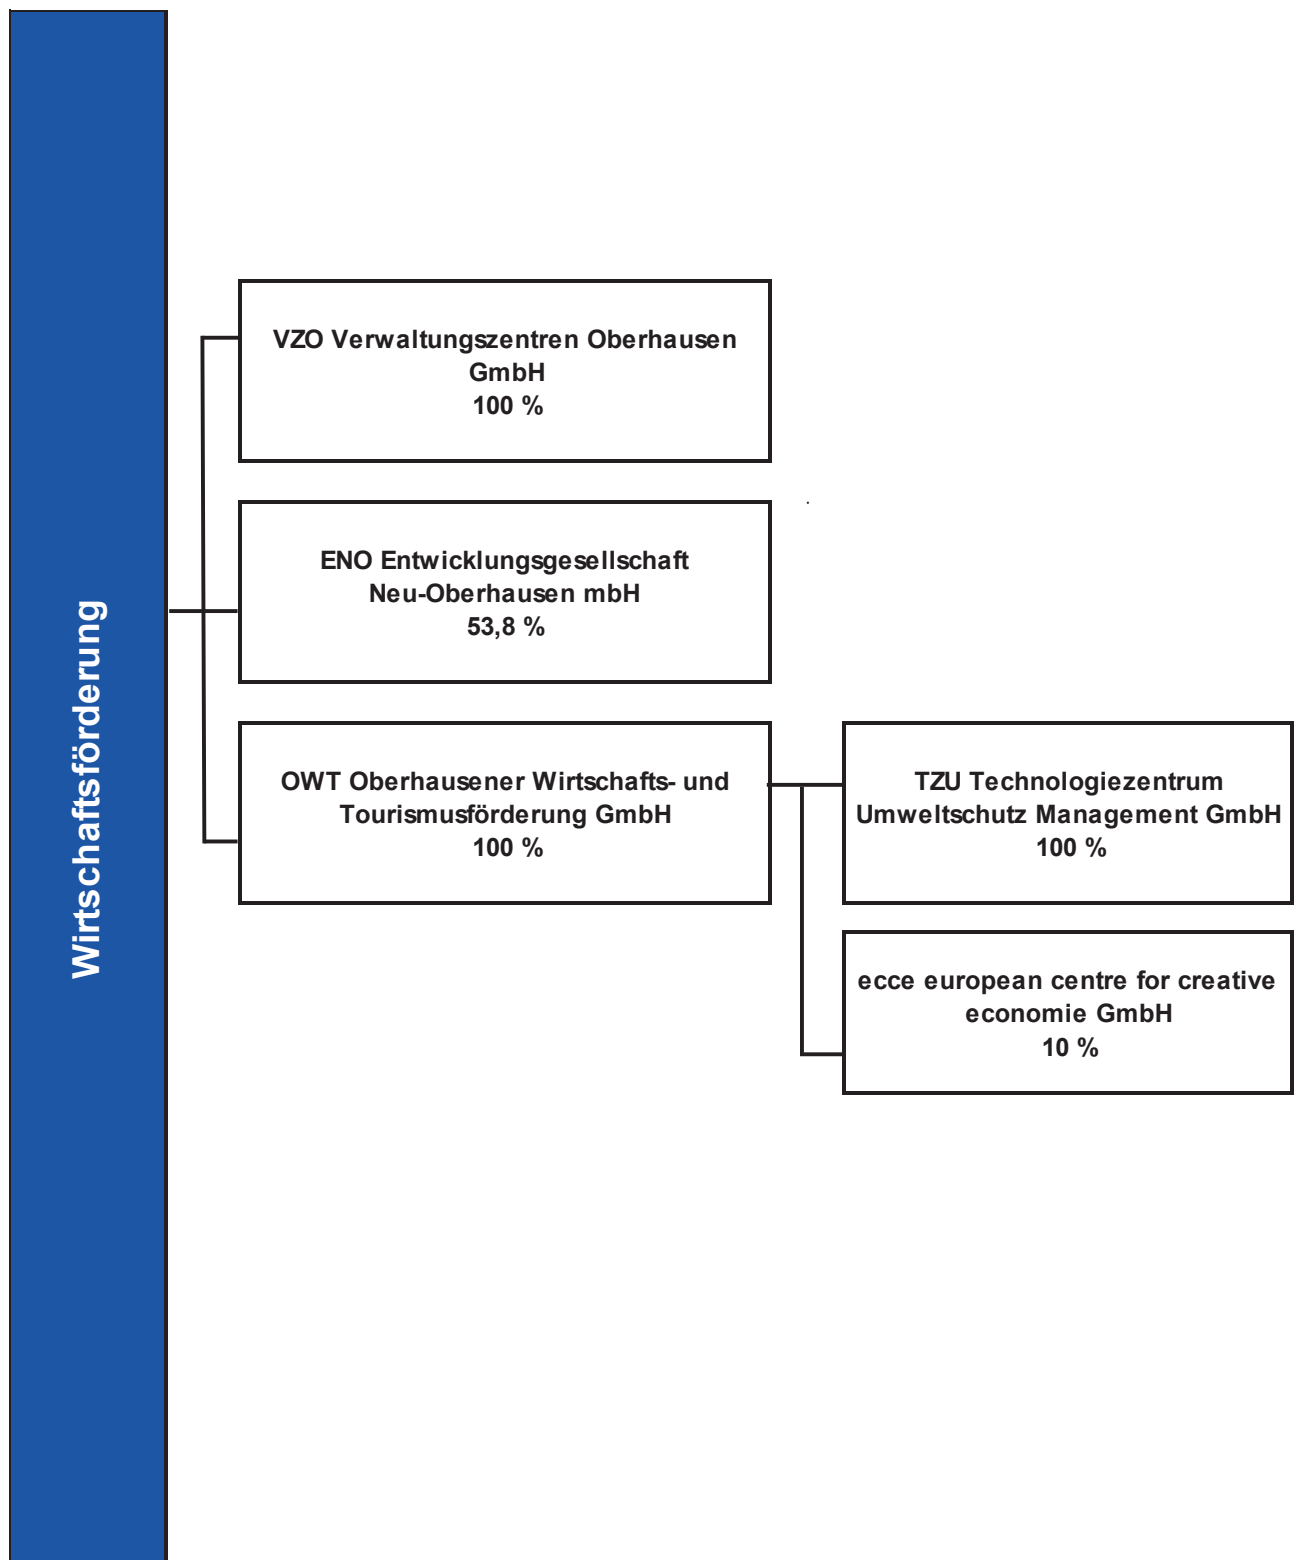 Wirtschaftsförderung
VZO Verwaltungszentren Oberhausen
GmbH
100 %
ENO Entwicklungsgesellschaft
Neu-Oberhausen mbH
53,8 %
OWT Oberhausener Wirtschafts- und
Tourismusförderung GmbH
100 %
TZU Technologiezentrum
Umweltschutz Management GmbH
100 %
ecce european centre for creative
economie GmbH
10 %